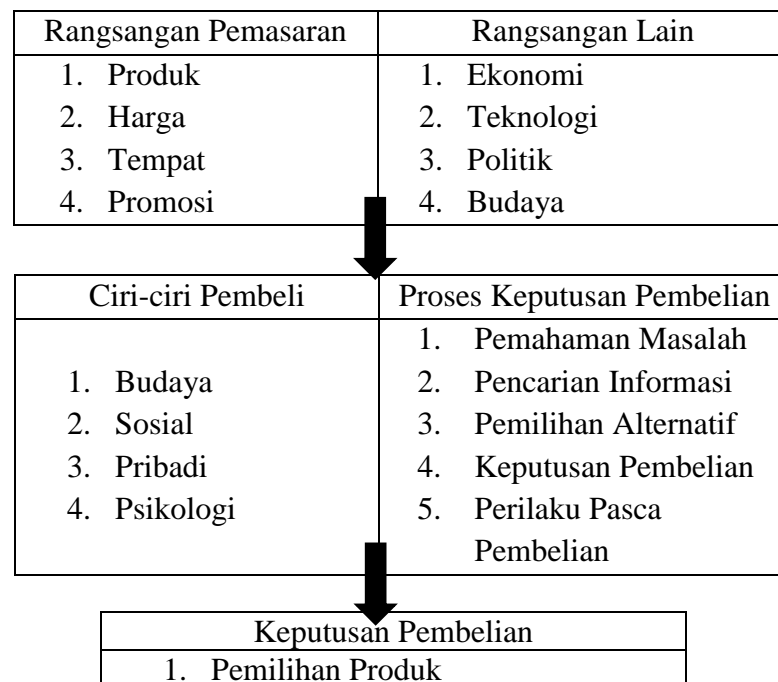 Rangsangan Pemasaran
Rangsangan Lain
1. Produk
2. Harga
3. Tempat
4. Promosi
1. Ekonomi
2. Teknologi
3. Politik
4. Budaya
Ciri-ciri Pembeli
Proses Keputusan Pembelian
1. Budaya
2. Sosial
3. Pribadi
4. Psikologi
1. Pemahaman Masalah
2. Pencarian Informasi
3. Pemilihan Alternatif
4. Keputusan Pembelian
5. Perilaku Pasca
Pembelian
Keputusan Pembelian
1. Pemilihan Produk